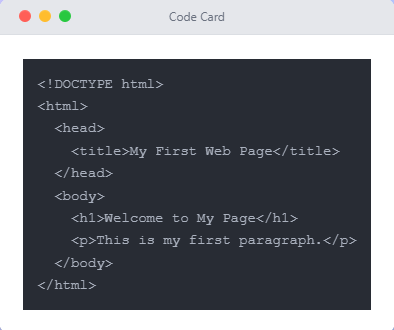 Code Card
<!DOCTYPE html>
<html>
  <head>
    <title>My First Web Page</title>
  </head>
  <body>
    <h1>Welcome to My Page</h1>
    <p>This is my first paragraph.</p>
  </body>
</html>